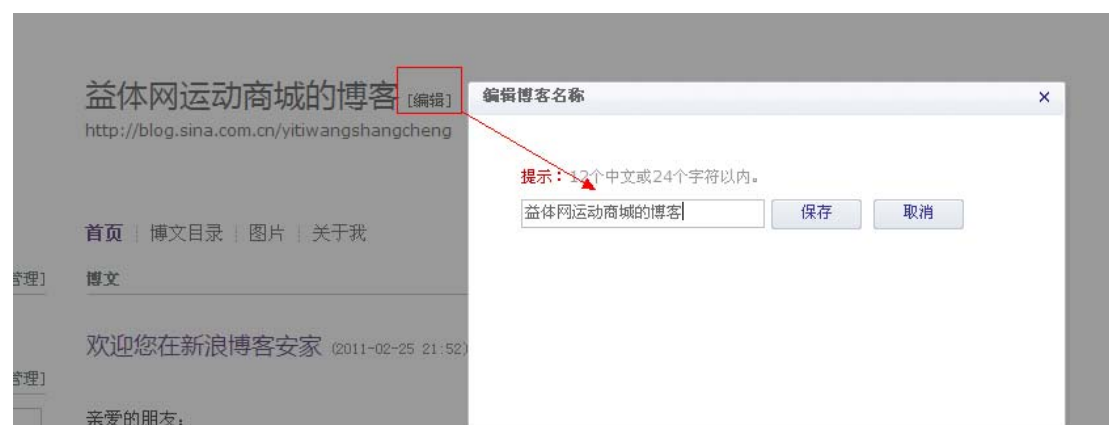 益体网运动商城的博客 [编辑]
http://blog.sina.com.cn/yitiwangshangcheng
首页 博文目录 图片 关于我
管理]
博文
欢迎您在新浪博客安家 (2011-02-25 21:52)
管理]
亲爱的朋友:
编辑博客名称 ×
提示:12个中文或24个字符以内。
益体网运动商城的博客 保存 取消